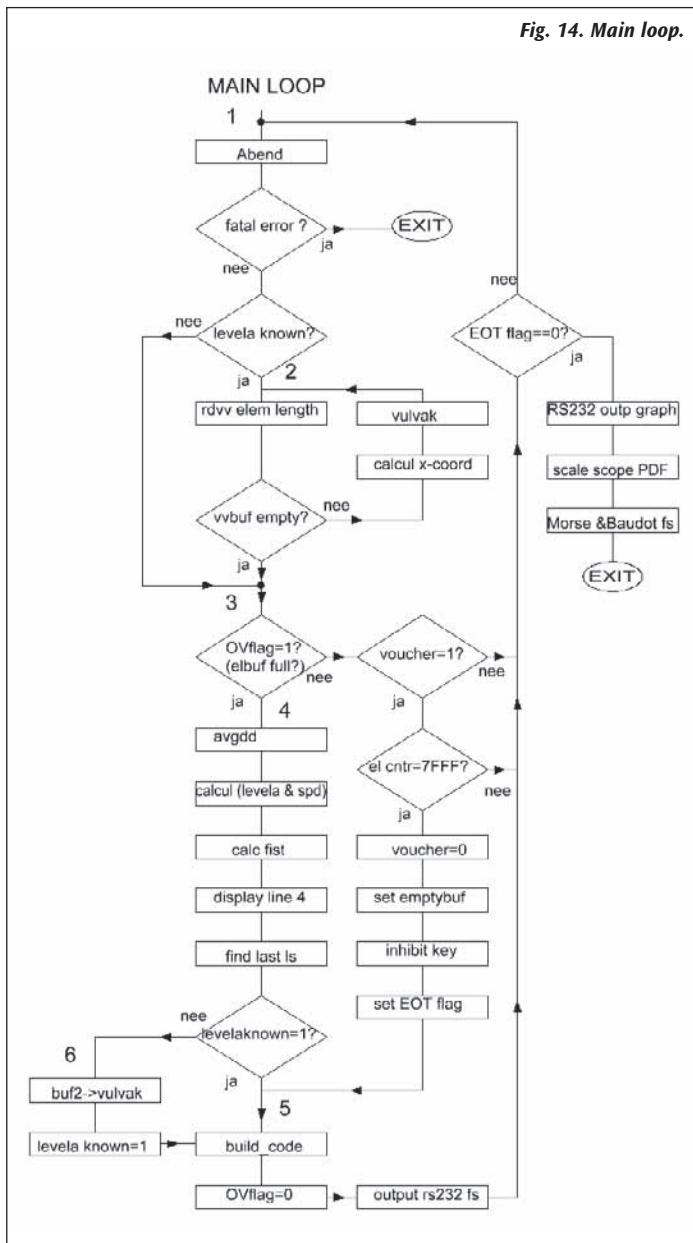 Fig. 14. Main loop.
MAIN LOOP
1
Abend
fatal error ?
ja
EXIT
nee
nee
levela known?
ja
2
rdvv elem length
vulvak
calcul x-coord
vvbuf empty?
nee
ja
3
nee
EOT flag==0?
ja
RS232 outp graph
scale scope PDF
Morse &Baudot fs
EXIT
OVflag=1?
(elbuf full?)
nee
ja
voucher=1?
nee
ja
4
avgdd
calcul (levela & spd)
calc fist
display line 4
find last ls
el cntr=7FFF?
nee
ja
voucher=0
set emptybuf
inhibit key
set EOT flag
nee
levelaknown=1?
ja
6
buf2->vulvak
levela known=1
5
build_code
OVflag=0
output rs232 fs